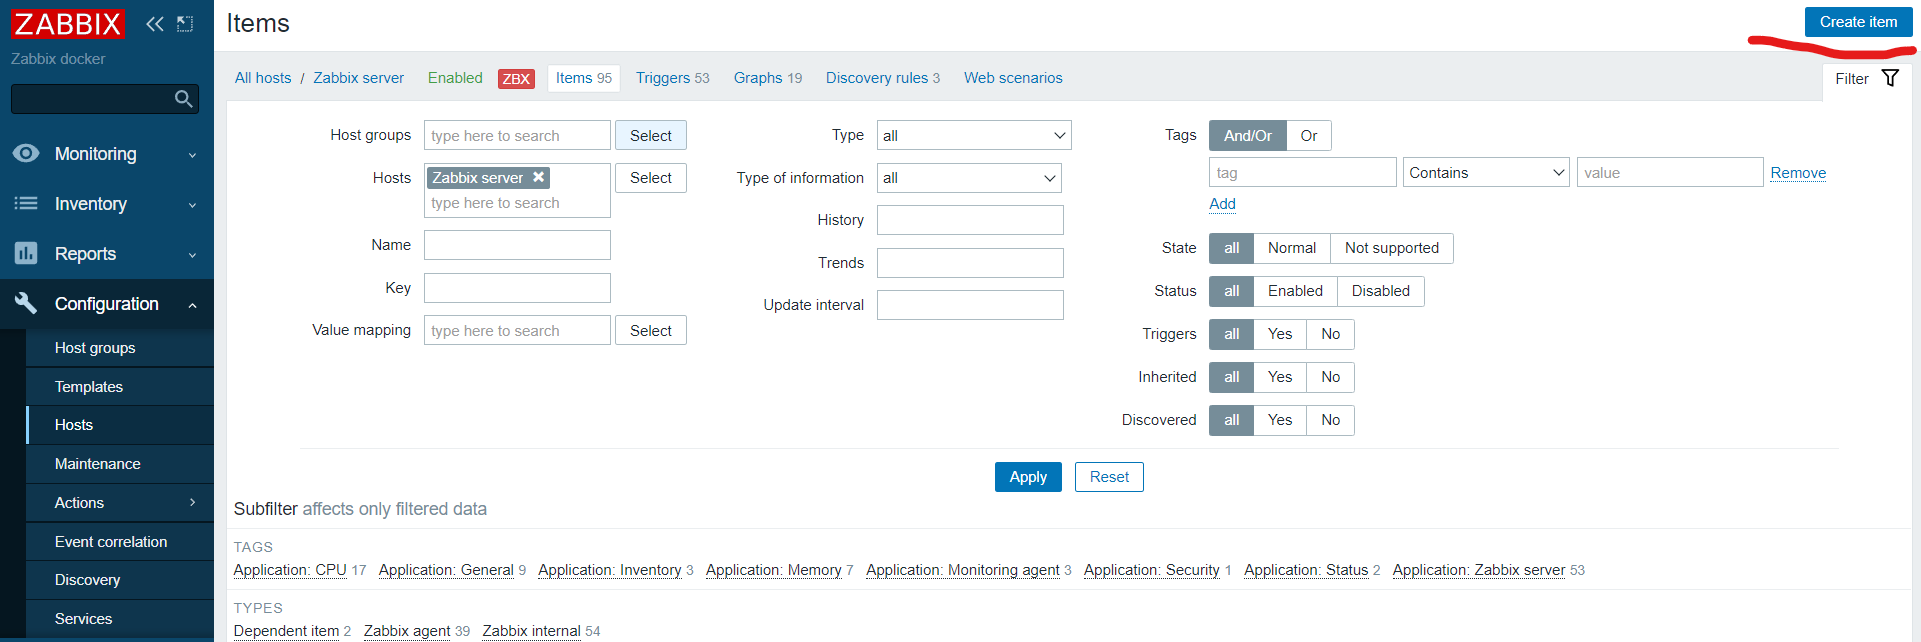 ZABBIX
Zabbix docker
Monitoring
Inventory
Reports
Configuration
Host groups
Templates
Hosts
Maintenance
Actions
Event correlation
Discovery
Services
Items
Create item
All hosts / Zabbix server Enabled ZBX Items 95 Triggers 53 Graphs 19 Discovery rules 3 Web scenarios
Filter
Host groups type here to search Select
Hosts Zabbix server Select
type here to search
Name
Key
Value mapping type here to search Select
Type all
Type of information all
History
Trends
Update interval
Tags And/Or Or
tag Contains value Remove
Add
State all Normal Not supported
Status all Enabled Disabled
Triggers all Yes No
Inherited all Yes No
Discovered all Yes No
Apply Reset
Subfilter affects only filtered data
TAGS
Application: CPU 17 Application: General 9 Application: Inventory 3 Application: Memory 7 Application: Monitoring agent 3 Application: Security 1 Application: Status 2 Application: Zabbix server 53
TYPES
Dependent item 2 Zabbix agent 39 Zabbix internal 54